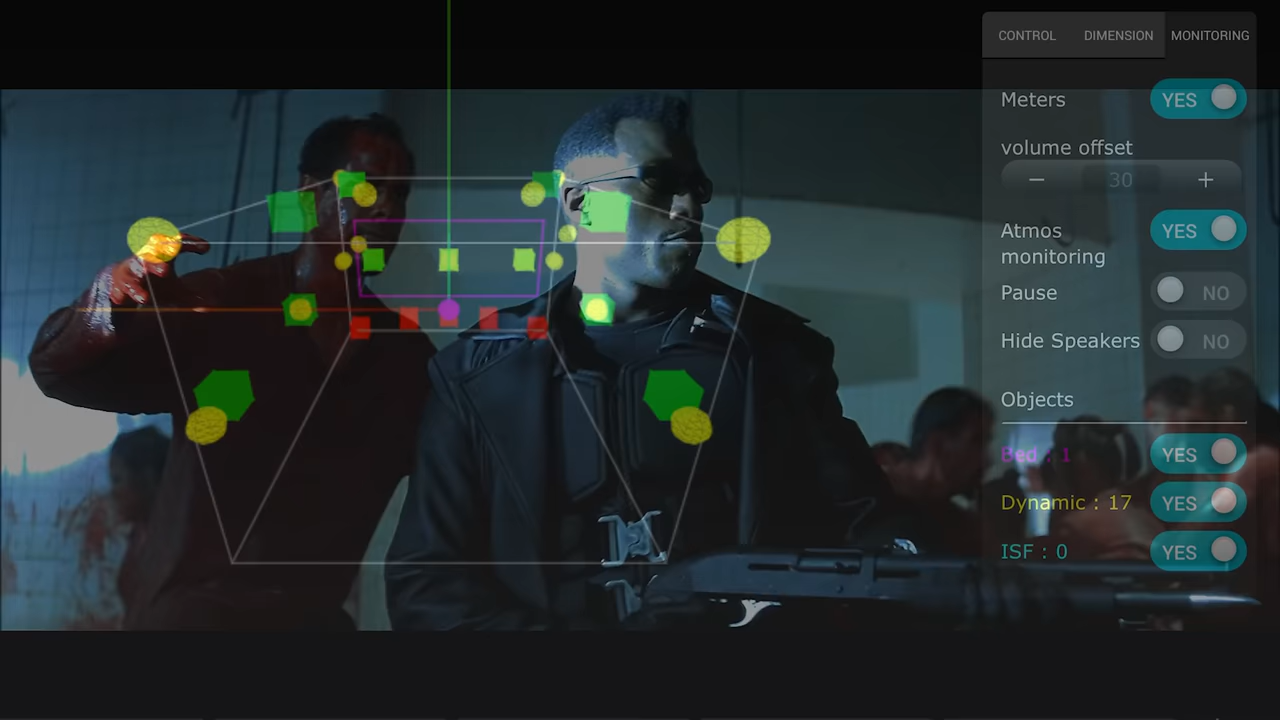 CONTROL DIMENSION MONITORING
Meters YES
volume offset
− 30 +
Atmos monitoring YES
Pause NO
Hide Speakers NO
Objects
Bed : 1 YES
Dynamic : 17 YES
ISF : 0 YES